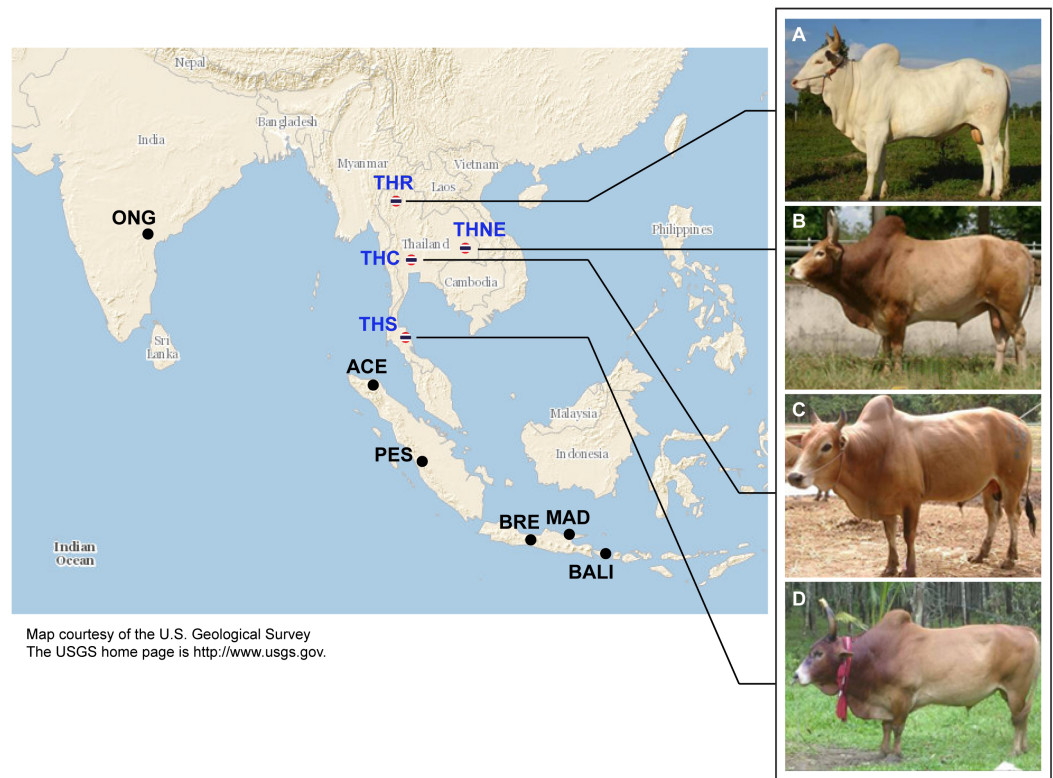 A
Nepal
Bangladesh
India
Myanmar
Vietnam
Laos
THR
ONG
B
THNE
Philippines
Thailand
THC
Cambodia
THS
Sri
Lanka
ACE
C
Malaysia
PES
Indonesia
BRE
MAD
Indian
Ocean
BALI
D
Map courtesy of the U.S. Geological Survey
The USGS home page is http://www.usgs.gov.